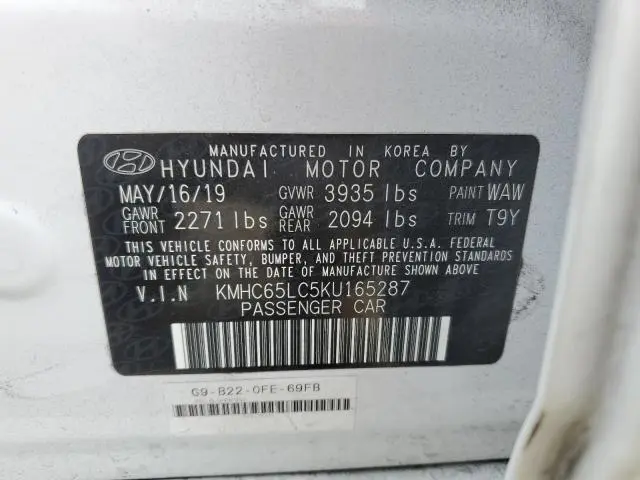 MANUFACTURED IN KOREA BY
HYUNDAI MOTOR COMPANY
MAY/16/19 GVWR 3935 lbs PAINT WAW
GAWR FRONT 2271 lbs GAWR REAR 2094 lbs TRIM T9Y
THIS VEHICLE CONFORMS TO ALL APPLICABLE U.S.A. FEDERAL
MOTOR VEHICLE SAFETY, BUMPER, AND THEFT PREVENTION STANDARDS
IN EFFECT ON THE DATE OF MANUFACTURE SHOWN ABOVE.
V.I.N KMHC65LC5KU165287
PASSENGER CAR
G9-B22-0FE-69FB